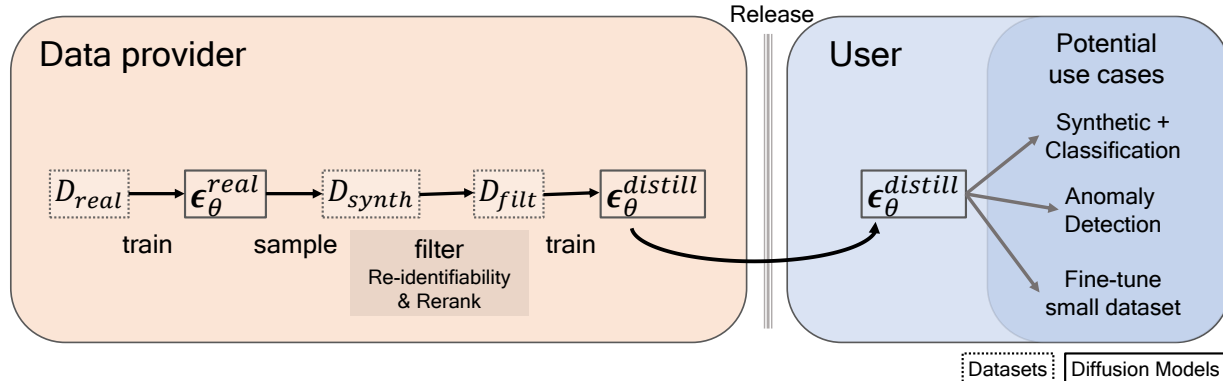 Release
Data provider
User
Potential
use cases
D_real
ϵ_θ^real
D_synth
D_filt
ϵ_θ^distill
train
sample
filter
Re-identifiability
& Rerank
train
ϵ_θ^distill
Synthetic +
Classification
Anomaly
Detection
Fine-tune
small dataset
Datasets
Diffusion Models